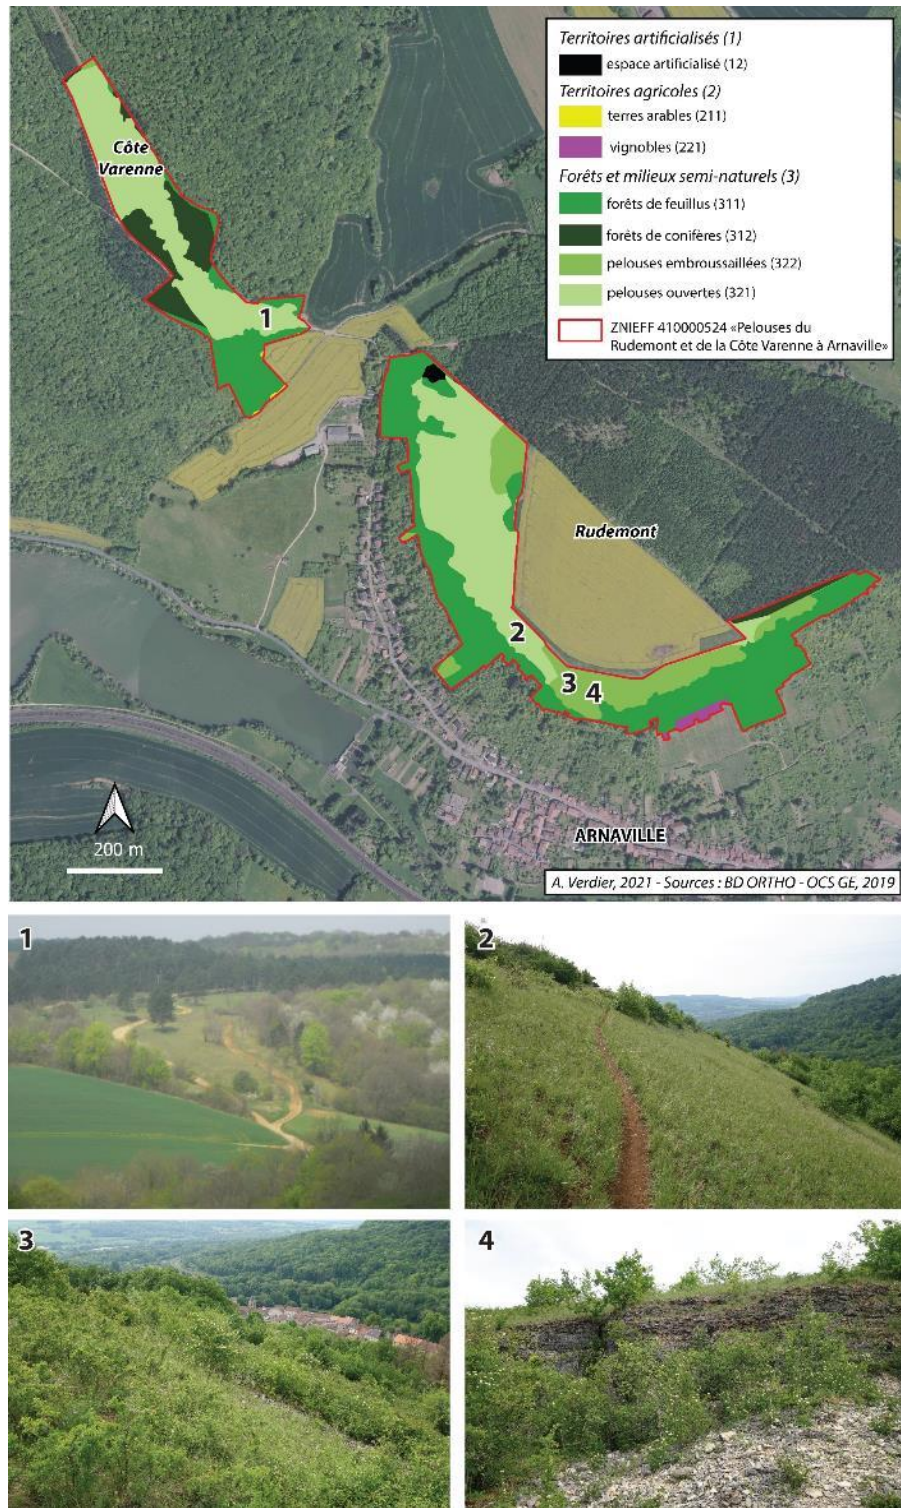 Territoires artificialisés (1)
espace artificialisé (12)
Territoires agricoles (2)
terres arables (211)
vignobles (221)
Forêts et milieux semi-naturels (3)
forêts de feuillus (311)
forêts de conifères (312)
pelouses embroussaillées (322)
pelouses ouvertes (321)
ZNIEFF 410000524 «Pelouses du
Rudemont et de la Côte Varenne à Arnaville»
Côte
Varenne
1
Rudemont
2
3
4
200 m
ARNAVILLE
A. Verdier, 2021 - Sources : BD ORTHO - OCS GE, 2019
1
2
3
4